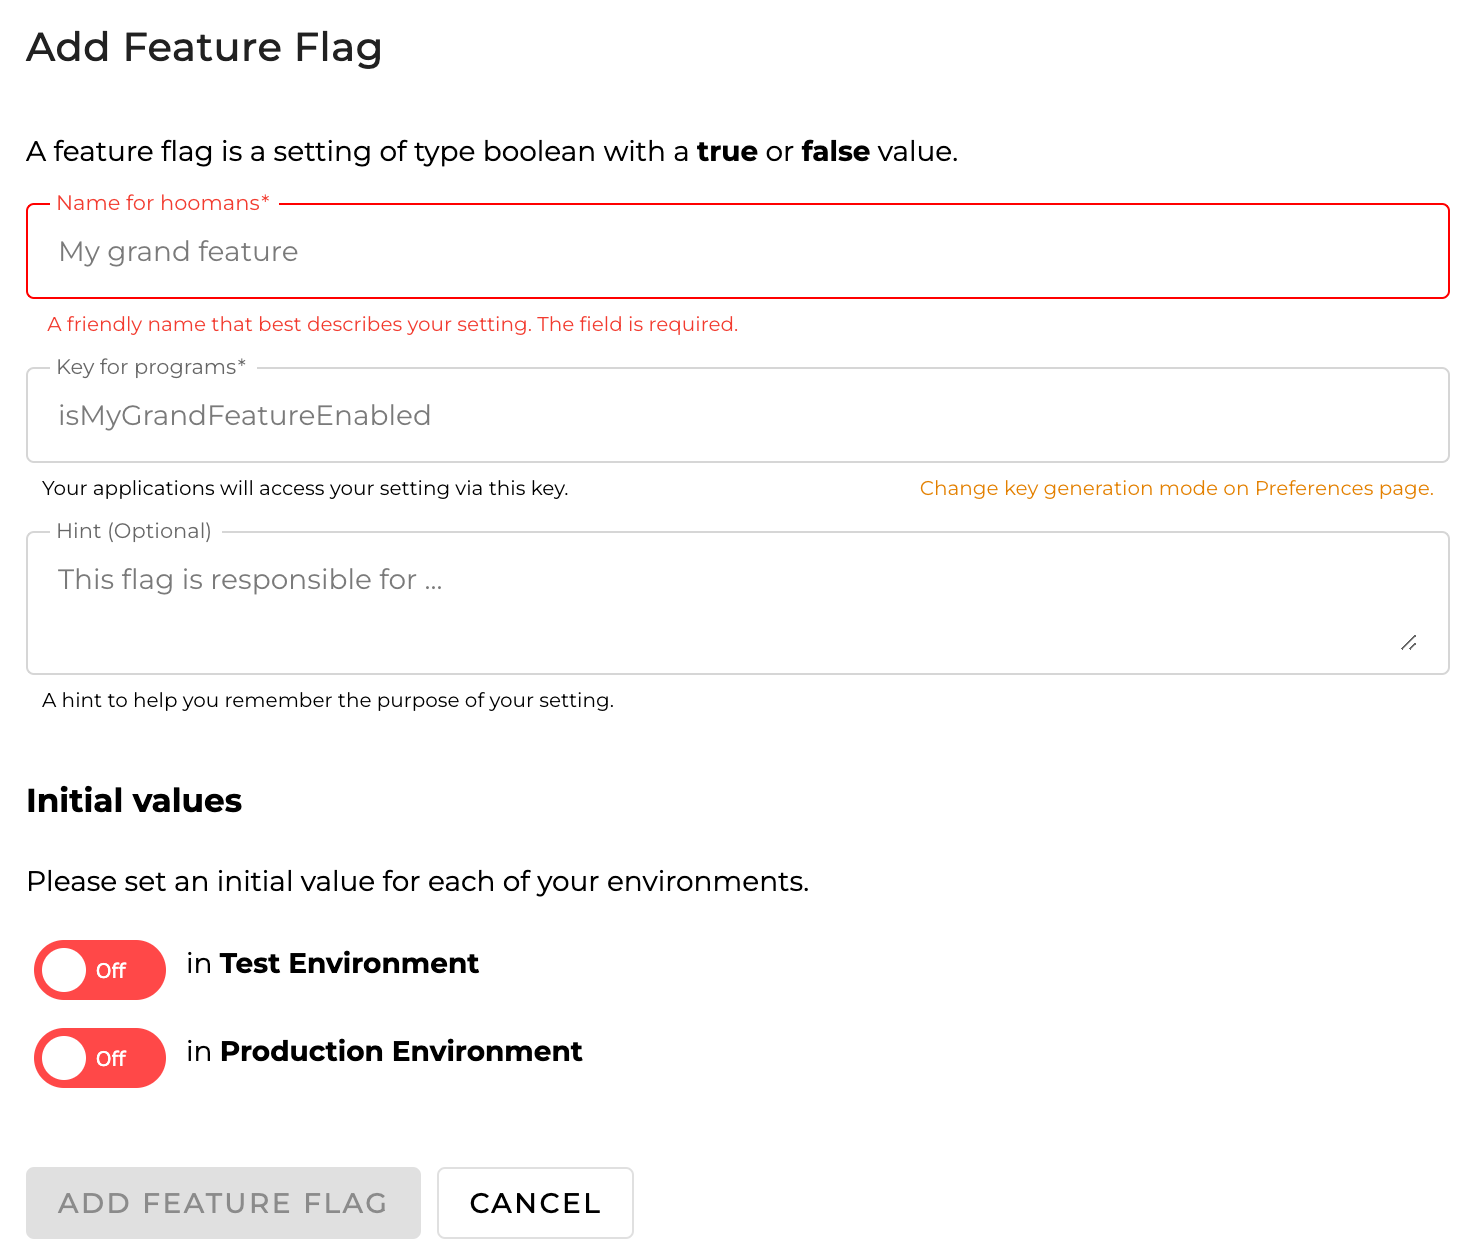 Add Feature Flag
A feature flag is a setting of type boolean with a true or false value.
Name for hoomans*
My grand feature
A friendly name that best describes your setting. The field is required.
Key for programs*
isMyGrandFeatureEnabled
Your applications will access your setting via this key.
Change key generation mode on Preferences page.
Hint (Optional)
This flag is responsible for ...
A hint to help you remember the purpose of your setting.
Initial values
Please set an initial value for each of your environments.
Off in Test Environment
Off in Production Environment
ADD FEATURE FLAG CANCEL